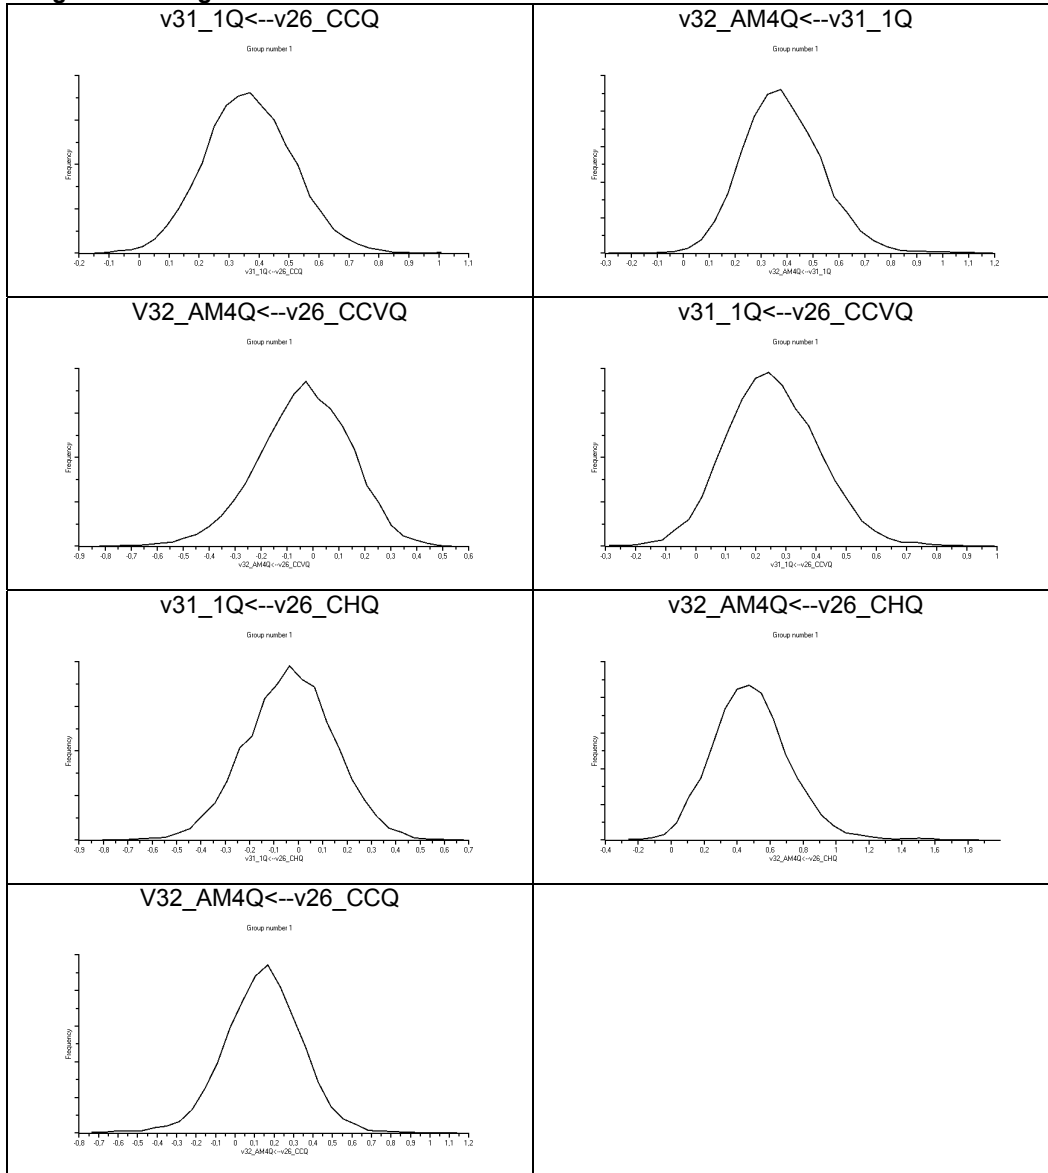 v31_1Q<--v26_CCQ
Group number 1
Frequency
-0,2 -0,1 0 0,1 0,2 0,3 0,4 0,5 0,6 0,7 0,8 0,9 1 1,1
v31_1Q<--v26_CCQ
v32_AM4Q<--v31_1Q
Group number 1
Frequency
-0,3 -0,2 -0,1 0 0,1 0,2 0,3 0,4 0,5 0,6 0,7 0,8 0,9 1 1,1 1,2
v32_AM4Q<--v31_1Q
V32_AM4Q<--v26_CCVQ
Group number 1
Frequency
-0,9 -0,8 -0,7 -0,6 -0,5 -0,4 -0,3 -0,2 -0,1 0 0,1 0,2 0,3 0,4 0,5 0,6
v32_AM4Q<--v26_CCVQ
v31_1Q<--v26_CCVQ
Group number 1
Frequency
-0,3 -0,2 -0,1 0 0,1 0,2 0,3 0,4 0,5 0,6 0,7 0,8 0,9 1
v31_1Q<--v26_CCVQ
v31_1Q<--v26_CHQ
Group number 1
Frequency
-0,9 -0,8 -0,7 -0,6 -0,5 -0,4 -0,3 -0,2 -0,1 0 0,1 0,2 0,3 0,4 0,5 0,6 0,7
v31_1Q<--v26_CHQ
v32_AM4Q<--v26_CHQ
Group number 1
Frequency
-0,4 -0,2 0 0,2 0,4 0,6 0,8 1 1,2 1,4 1,6 1,8
v32_AM4Q<--v26_CHQ
V32_AM4Q<--v26_CCQ
Group number 1
Frequency
-0,8 -0,7 -0,6 -0,5 -0,4 -0,3 -0,2 -0,1 0 0,1 0,2 0,3 0,4 0,5 0,6 0,7 0,8 0,9 1 1,1 1,2
v32_AM4Q<--v26_CCQ